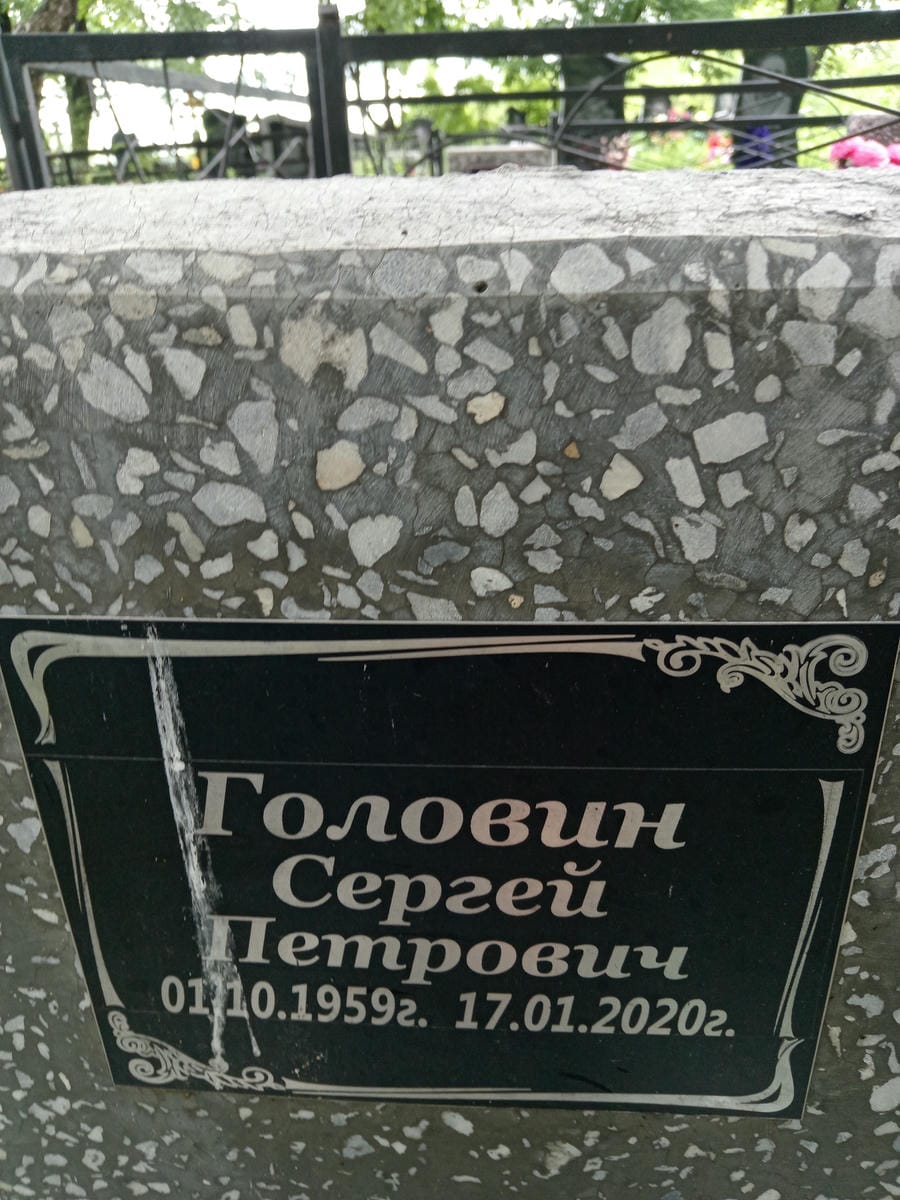 Головин
Сергей
Петрович
01.10.1959г. 17.01.2020г.